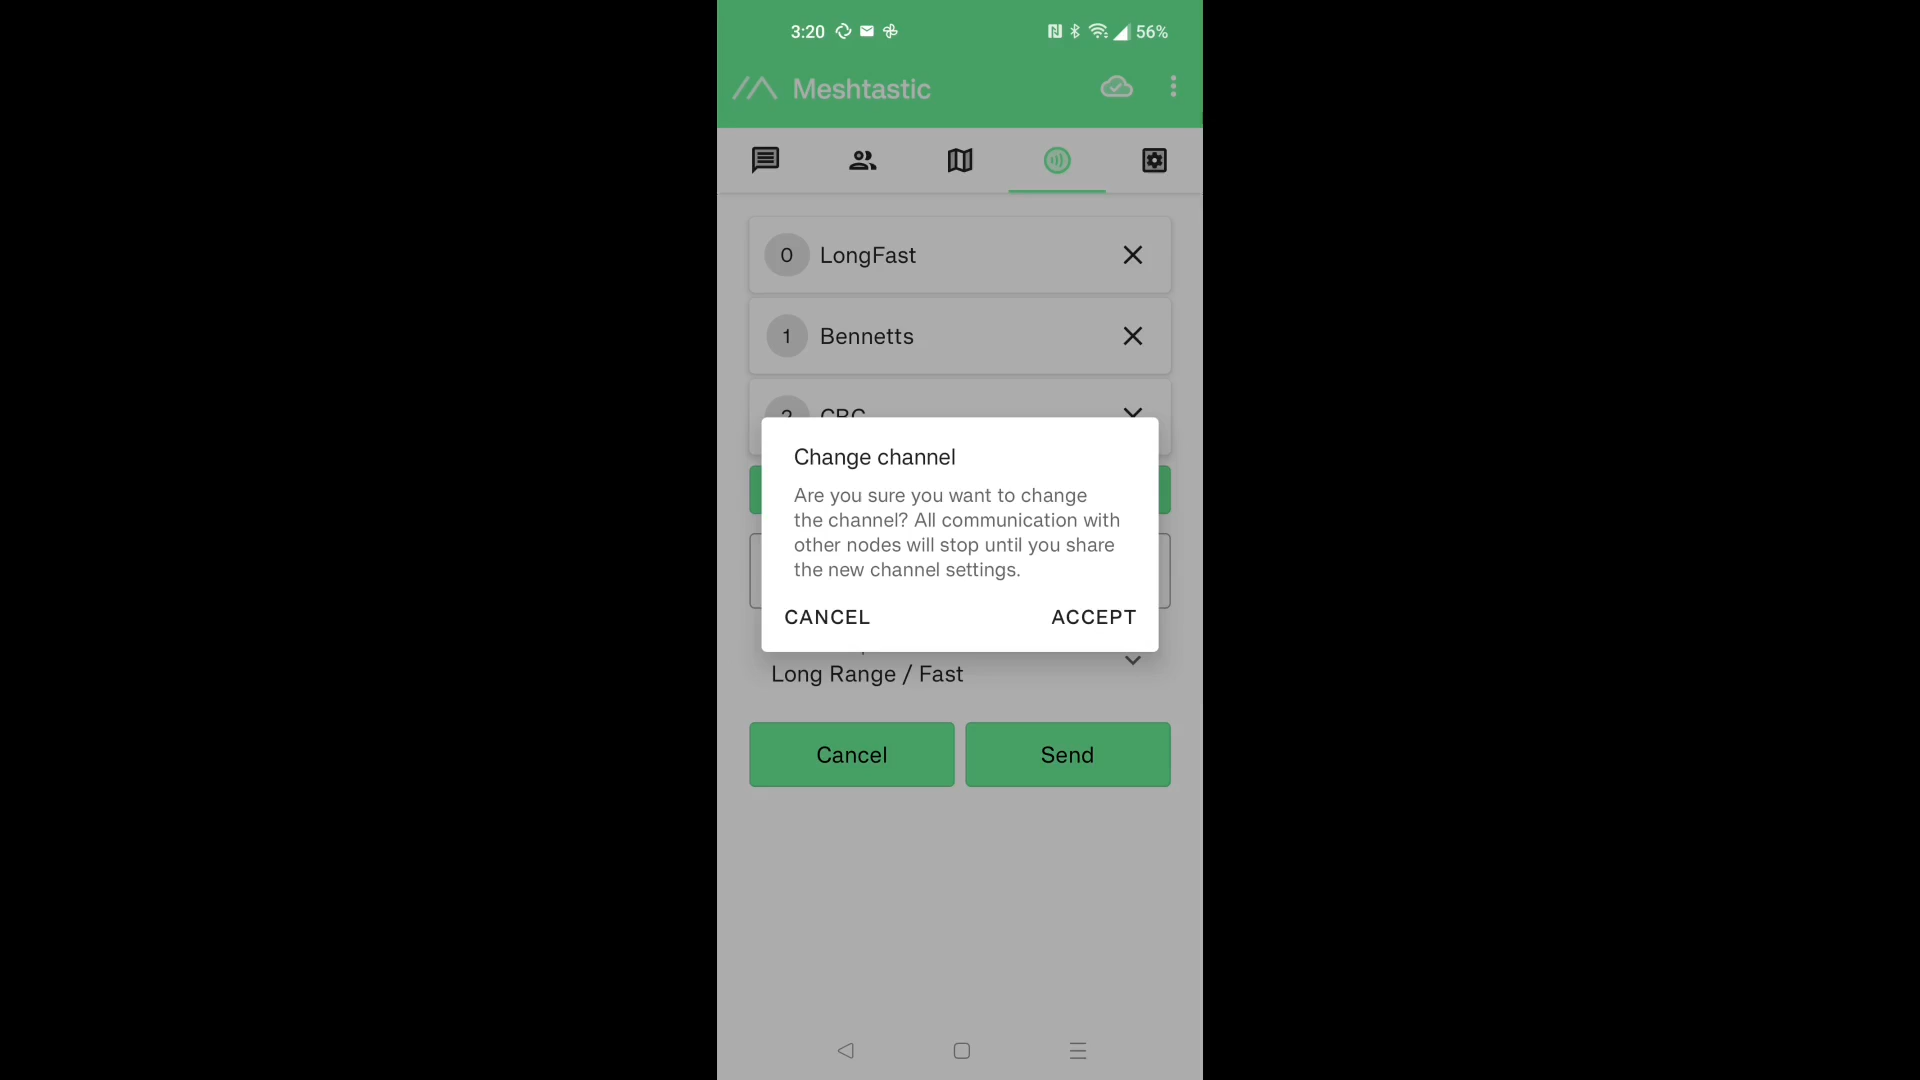 3:20 56%
Meshtastic
0 LongFast
1 Bennetts
2 CBC
Change channel
Are you sure you want to change
the channel? All communication with
other nodes will stop until you share
the new channel settings.
CANCEL ACCEPT
Long Range / Fast
Cancel Send